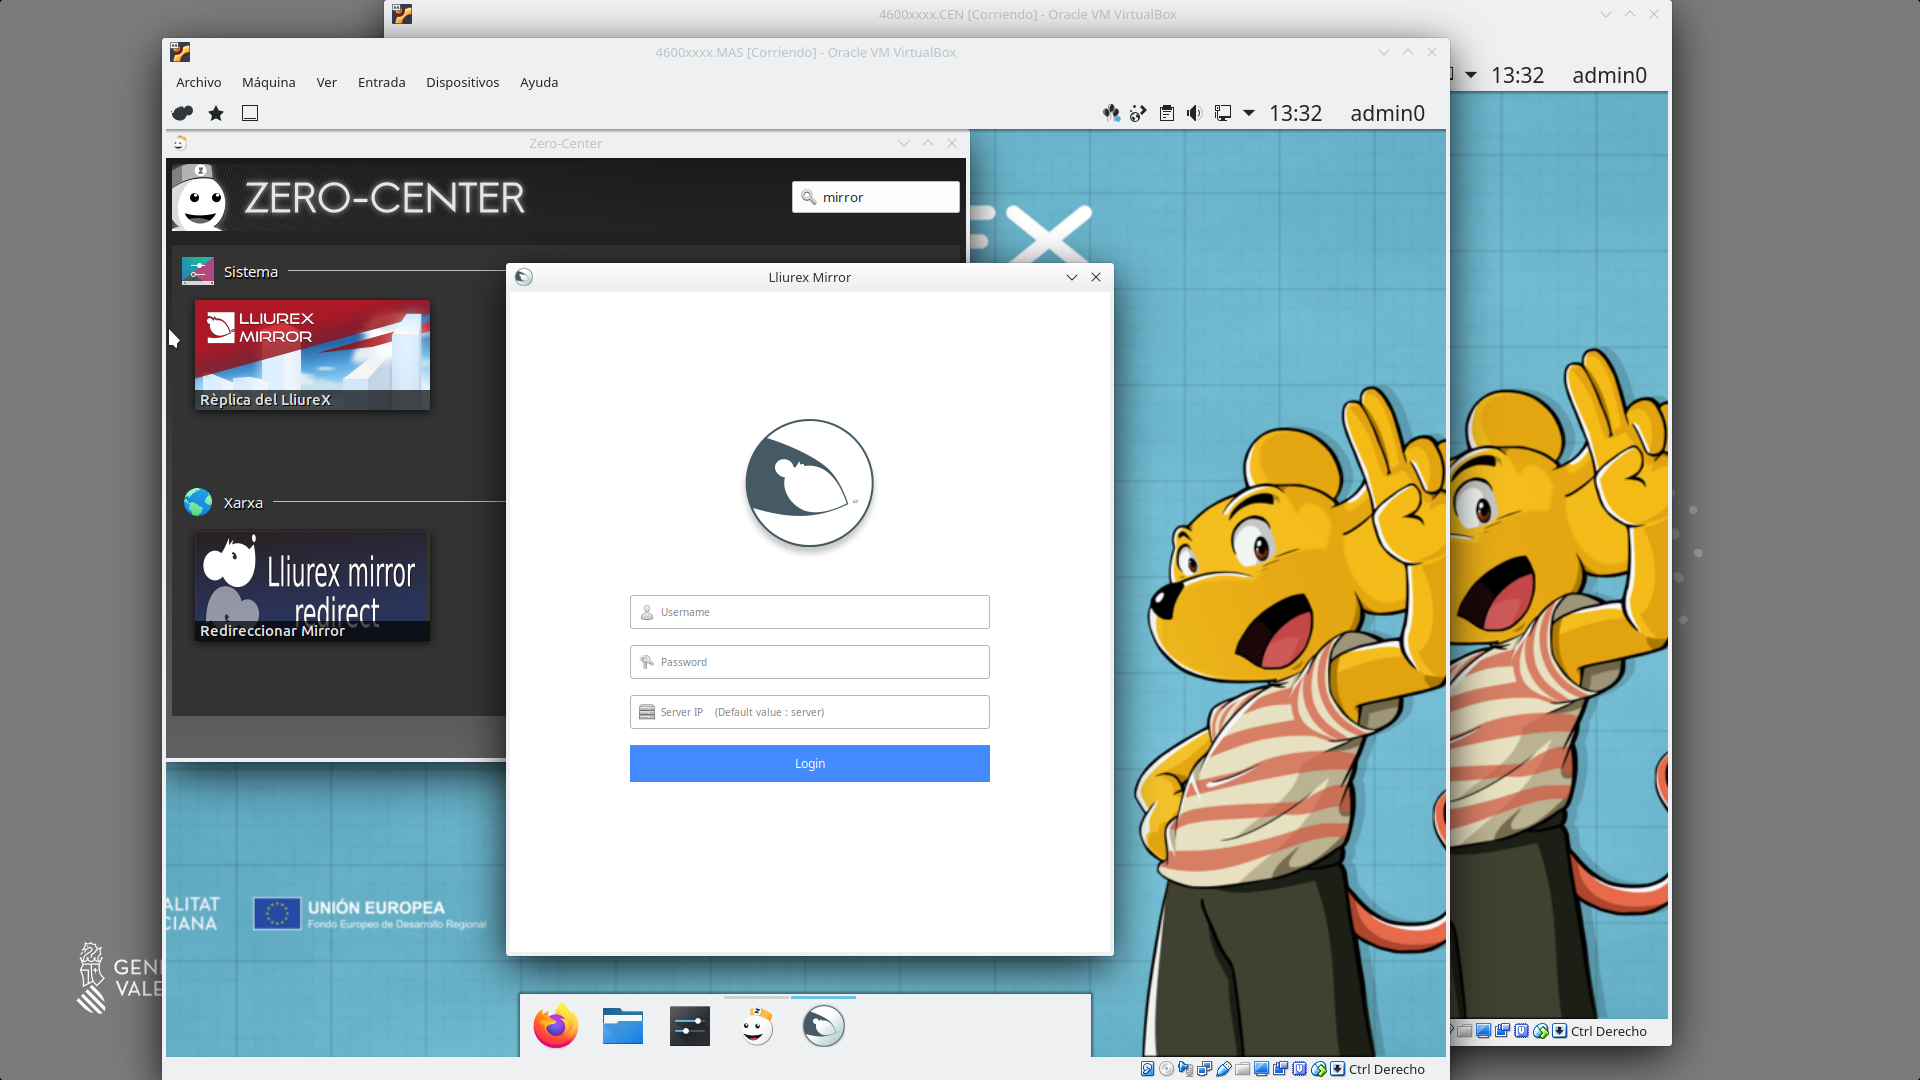 4600xxxx.CEN [Corriendo] - Oracle VM VirtualBox
13:32 admin0
4600xxxx.MAS [Corriendo] - Oracle VM VirtualBox
Archivo Máquina Ver Entrada Dispositivos Ayuda
13:32 admin0
Zero-Center
ZERO-CENTER
mirror
EX
Sistema
LLIUREX
MIRROR
Rèplica del LliureX
Xarxa
Lliurex mirror
redirect
Redireccionar Mirror
Lliurex Mirror
Username
Password
Server IP (Default value : server)
Login
ALITAT
CIANA
UNIÓN EUROPEA
Fondo Europeo de Desarrollo Regional
GENE
VALE
Ctrl Derecho
Ctrl Derecho